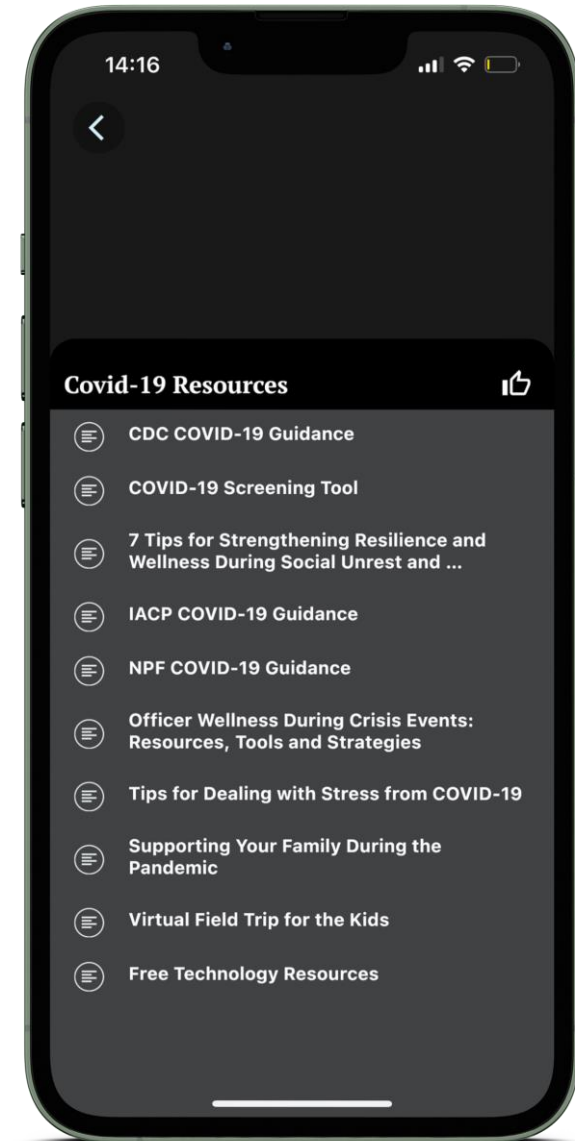 14:16
Covid-19 Resources
CDC COVID-19 Guidance
COVID-19 Screening Tool
7 Tips for Strengthening Resilience and
Wellness During Social Unrest and ...
IACP COVID-19 Guidance
NPF COVID-19 Guidance
Officer Wellness During Crisis Events:
Resources, Tools and Strategies
Tips for Dealing with Stress from COVID-19
Supporting Your Family During the
Pandemic
Virtual Field Trip for the Kids
Free Technology Resources